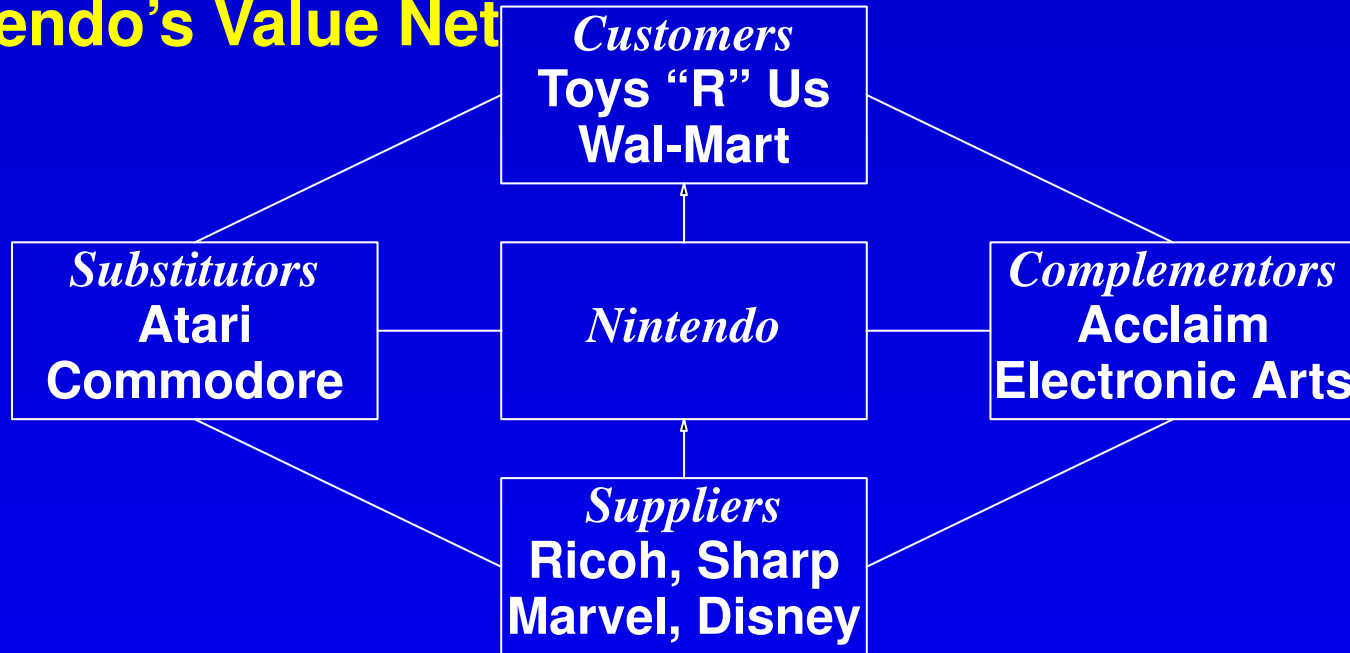 endo’s Value Net
Customers
Toys “R” Us
Wal-Mart
Substitutors
Atari
Commodore
Nintendo
Complementors
Acclaim
Electronic Arts
Suppliers
Ricoh, Sharp
Marvel, Disney